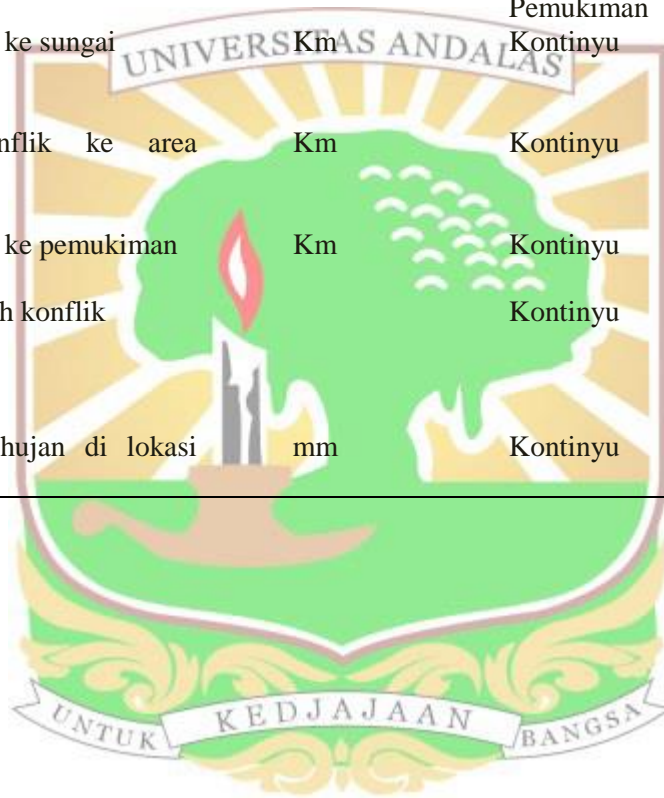 Pemukiman
ke sungai Km Kontinyu
UNIVERSITAS ANDALAS
nflik ke area Km Kontinyu
ke pemukiman Km Kontinyu
h konflik Kontinyu
hujan di lokasi mm Kontinyu
UNTUK KEDJAJAAN BANGSA